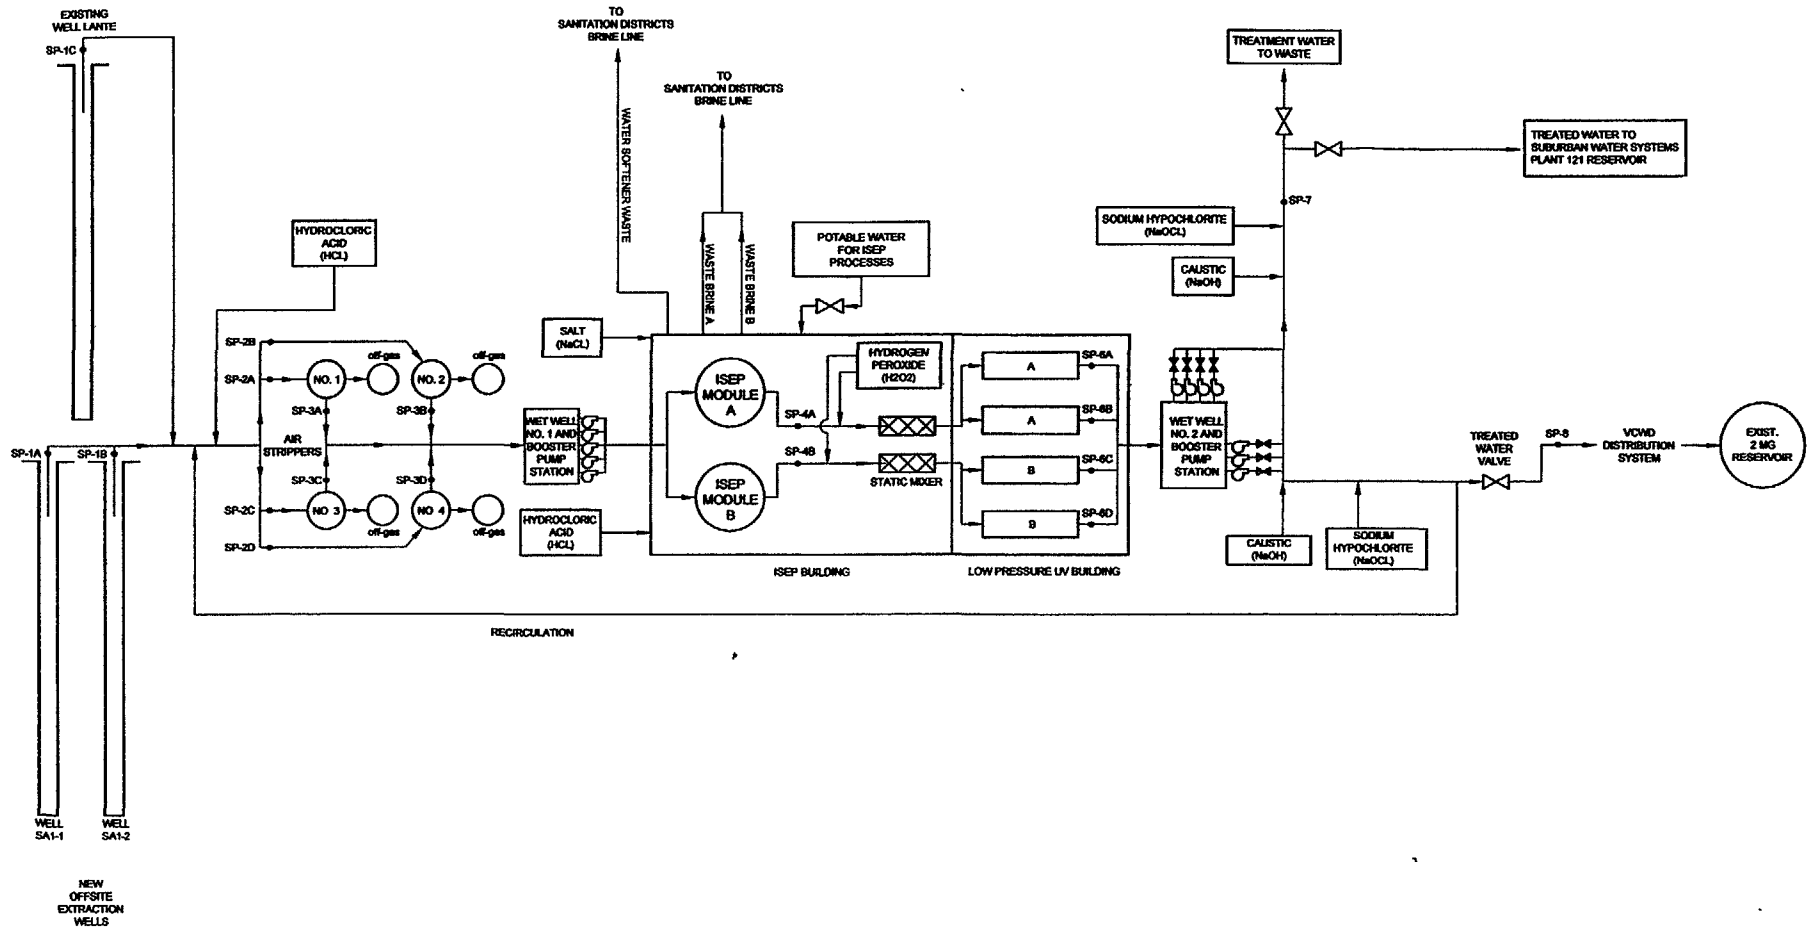 EXISTING
WELL LANTE
SP-1C
TO
SANITATION DISTRICTS
BRINE LINE
TO
SANITATION DISTRICTS
BRINE LINE
WATER SOFTENER WASTE
WASTE BRINE A
WASTE BRINE B
TREATMENT WATER
TO WASTE
TREATED WATER TO
SUBURBAN WATER SYSTEMS
PLANT 121 RESERVOIR
SP-7
SODIUM HYPOCHLORITE
(NaOCL)
CAUSTIC
(NaOH)
HYDROCLORIC
ACID
(HCL)
POTABLE WATER
FOR ISEP
PROCESSES
SALT
(NaCL)
SP-2B
SP-2A
NO. 1
off-gas
NO. 2
off-gas
SP-3A
SP-3B
AIR
STRIPPERS
SP-3C
SP-3D
SP-2C
NO 3
off-gas
NO 4
off-gas
SP-2D
SP-1A
SP-1B
WET WELL
NO. 1 AND
BOOSTER
PUMP
STATION
HYDROCLORIC
ACID
(HCL)
ISEP
MODULE
A
ISEP
MODULE
B
SP-4A
SP-4B
HYDROGEN
PEROXIDE
(H2O2)
STATIC MIXER
A
SP-6A
A
SP-6B
B
SP-6C
B
SP-6D
ISEP BUILDING
LOW PRESSURE UV BUILDING
WET WELL
NO. 2 AND
BOOSTER
PUMP
STATION
CAUSTIC
(NaOH)
SODIUM
HYPOCHLORITE
(NaOCL)
TREATED
WATER
VALVE
SP-8
VCWD
DISTRIBUTION
SYSTEM
EXIST.
2 MG
RESERVOIR
RECIRCULATION
WELL
SA1-1
WELL
SA1-2
NEW
OFFSITE
EXTRACTION
WELLS